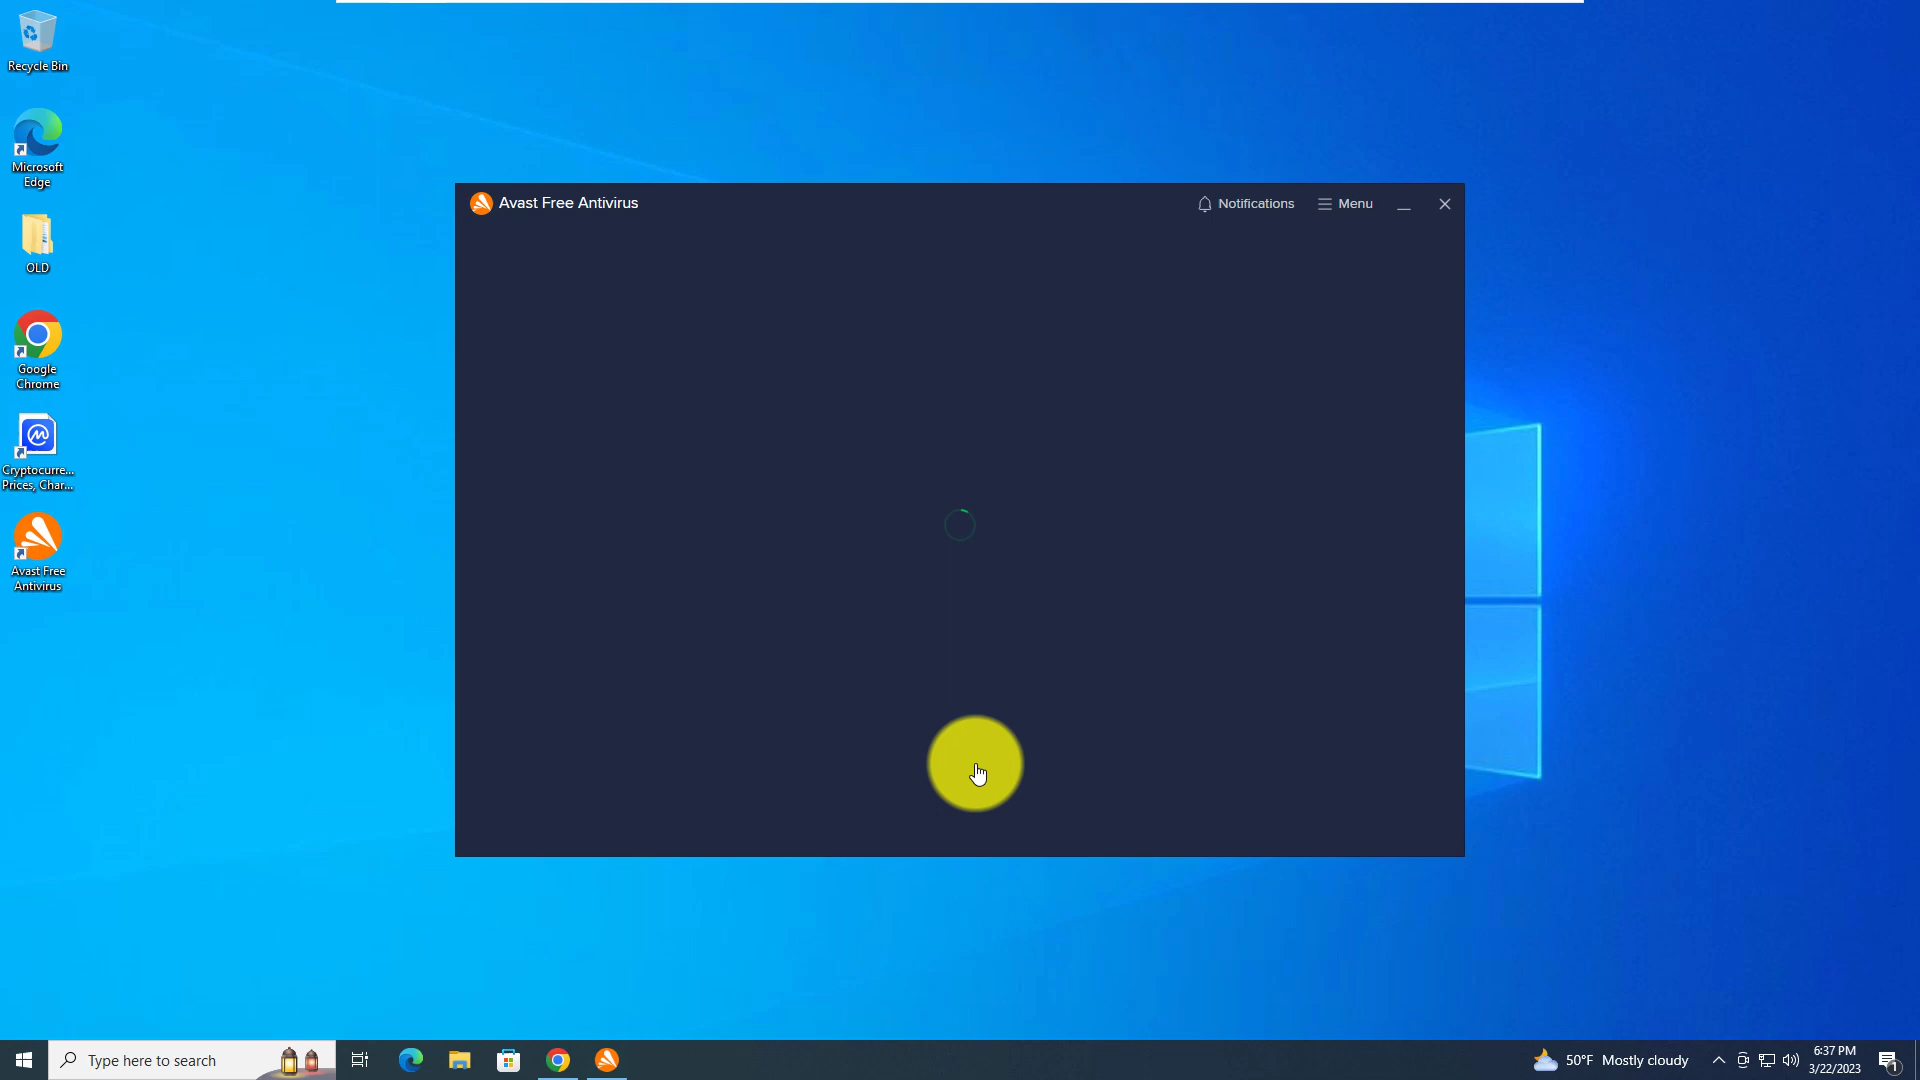 Recycle Bin
Microsoft
Edge
OLD
Google
Chrome
Cryptocurre...
Prices, Char...
Avast Free
Antivirus
Avast Free Antivirus
Notifications
Menu
Type here to search
50°F Mostly cloudy
6:37 PM
3/22/2023
1